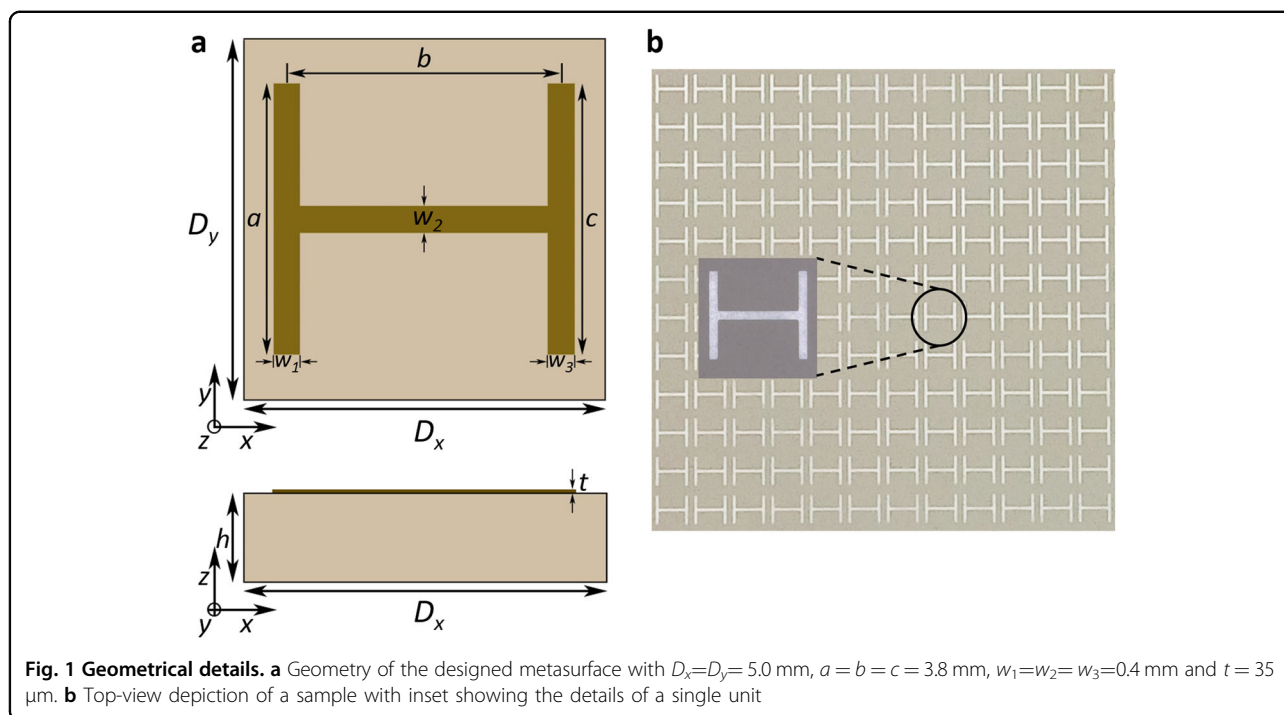 a
b
b
D_y
a
w_2
c
w_1
w_3
y
z
x
D_x
t
h
z
y
x
D_x
Fig. 1 Geometrical details. a Geometry of the designed metasurface with D_x=D_y= 5.0 mm, a = b = c = 3.8 mm, w_1=w_2= w_3=0.4 mm and t = 35
μm. b Top-view depiction of a sample with inset showing the details of a single unit